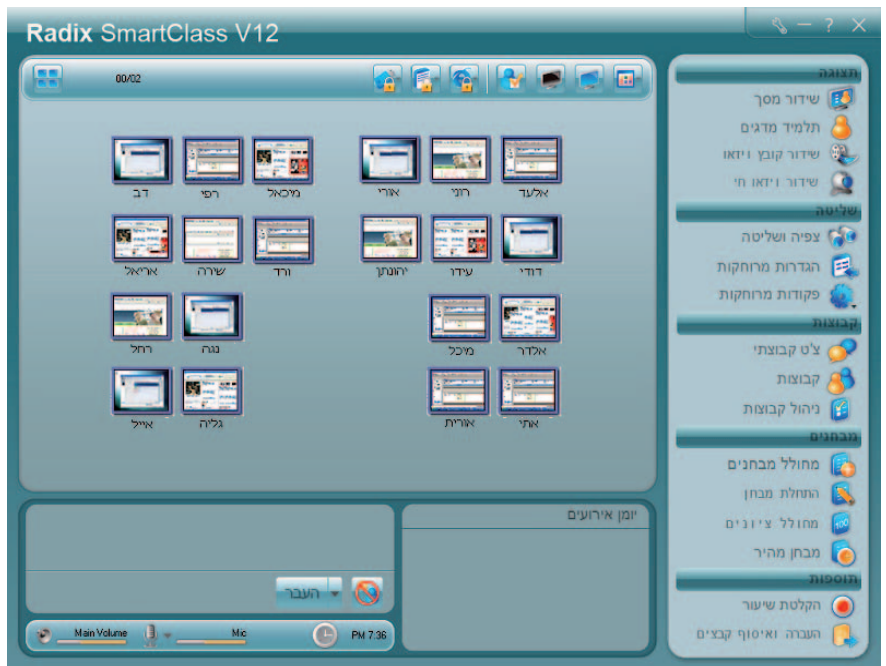 Radix SmartClass V12
?
00/02
אלעד
רוני
אורי
מיכאל
רפי
דב
דודי
עידו
יהונתן
ורד
שירה
אריאל
אלדר
מיכל
נגה
רחל
אתי
אורית
גליה
אייל
תצוגה
שידור מסך
תלמיד מדגים
שידור קובץ וידאו
שידור וידאו חי
שליטה
צפיה ושליטה
הגדרות מרוחקות
פקודות מרוחקות
קבוצות
צ'ט קבוצתי
קבוצות
ניהול קבוצות
מבחנים
מחולל מבחנים
התחלת מבחן
100
מחולל ציונים
מבחן מהיר
תוספות
הקלטת שיעור
העברה ואיסוף קבצים
יומן אירועים
העבר
Main Volume
Mic
PM 7:36